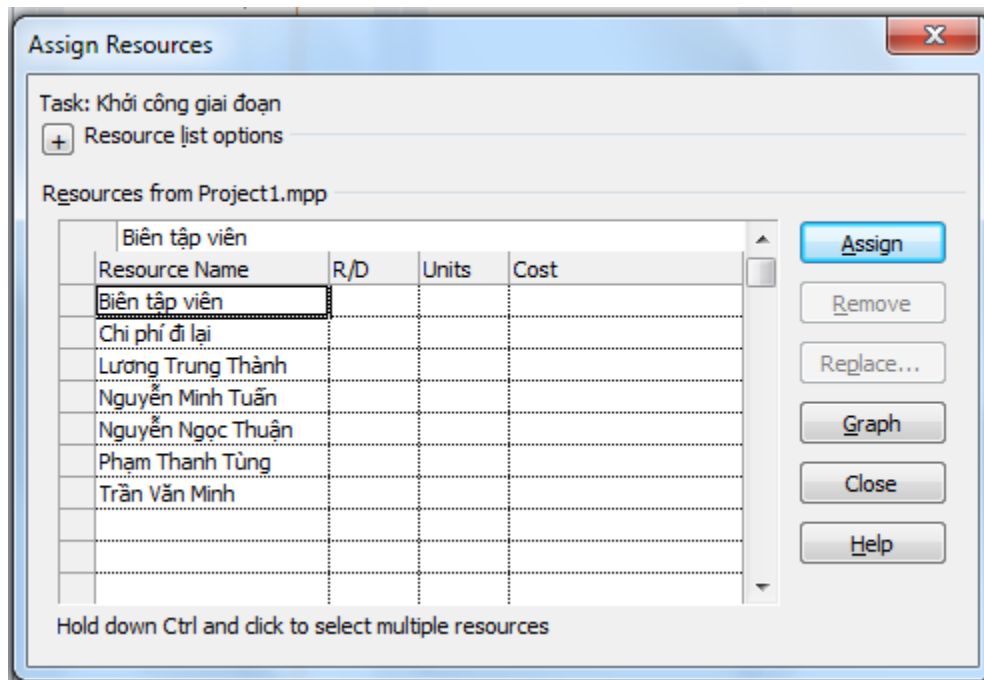 Assign Resources
Task: Khởi công giai đoạn
+ Resource list options
Resources from Project1.mpp
Biên tập viên
Resource Name R/D Units Cost
Biên tập viên
Chi phí đi lại
Lương Trung Thành
Nguyễn Minh Tuấn
Nguyễn Ngọc Thuận
Phạm Thanh Tùng
Trần Văn Minh
Assign
Remove
Replace...
Graph
Close
Help
Hold down Ctrl and click to select multiple resources